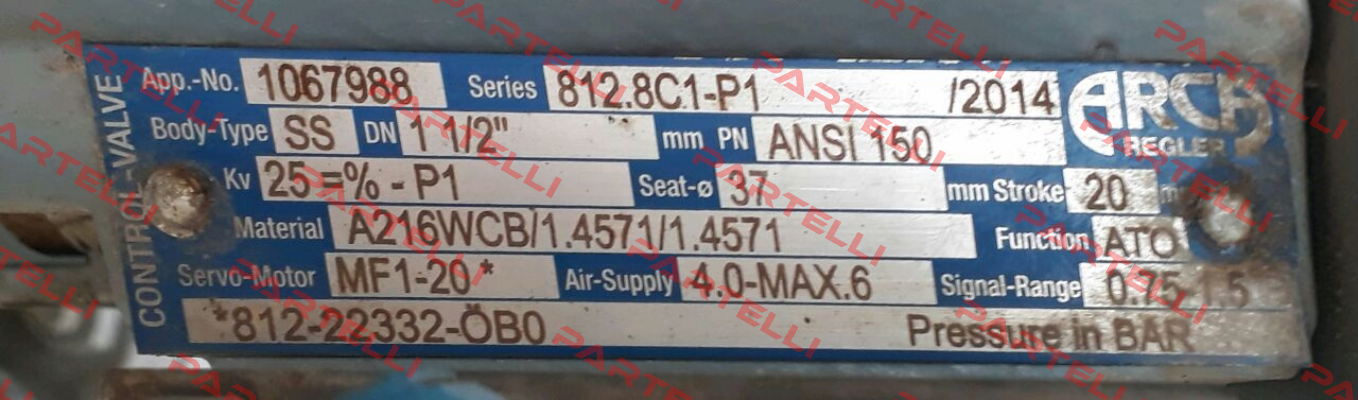 CONTROL-VALVE
App.-No. 1067988 Series 812.8C1-P1 /2014 ARCA
Body-Type SS DN 1 1/2" mm PN ANSI 150 REGLER
Kv 25=%-P1 Seat-ø 37 mm Stroke 20
Material A216WCB/1.4571/1.4571 Function ATO
Servo-Motor MF1-20* Air-Supply 4.0-MAX.6 Signal-Range 0.75-1.5
*812-22332-ÖB0 Pressure in BAR
PARTELLI